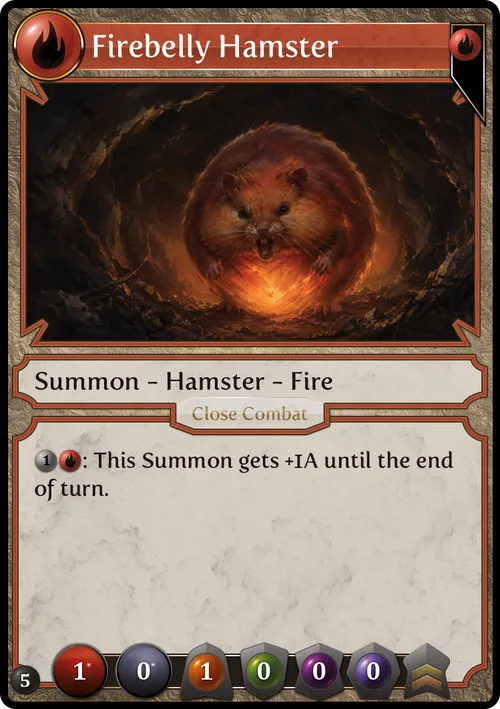 Firebelly Hamster
Summon - Hamster - Fire
Close Combat
1 : This Summon gets +1A until the end
of turn.
5 1* 0* 1 0 0 0